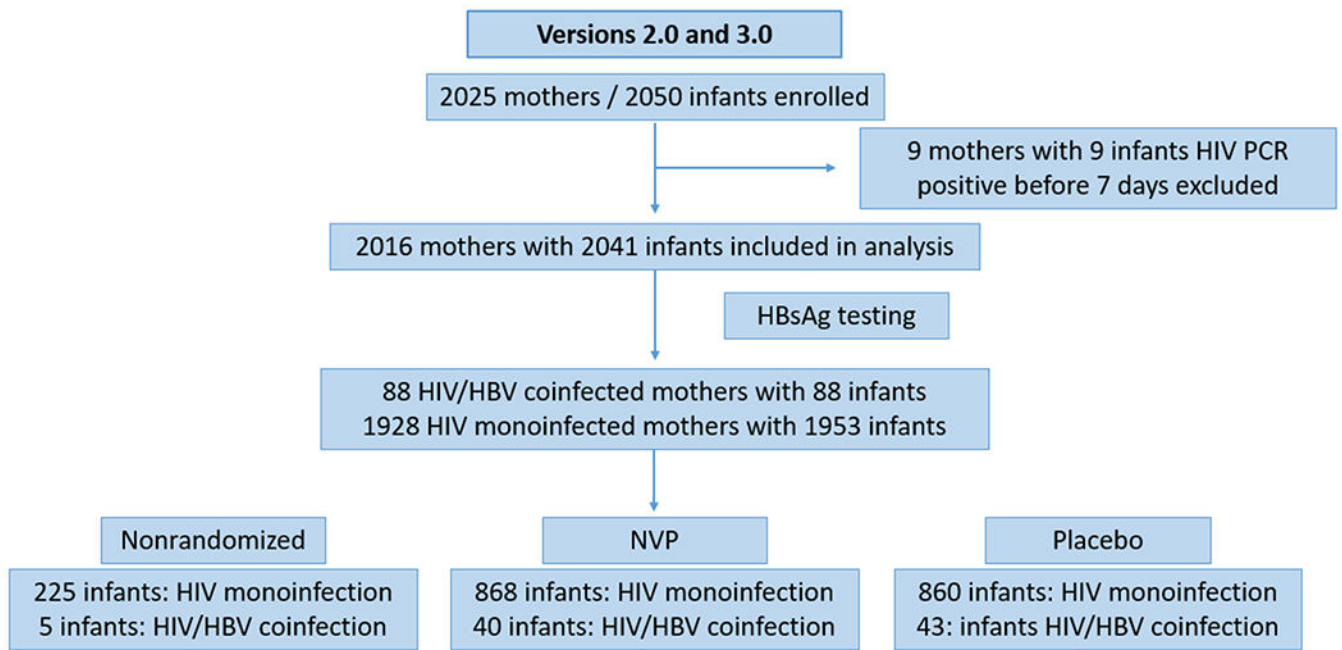 Versions 2.0 and 3.0
2025 mothers / 2050 infants enrolled
9 mothers with 9 infants HIV PCR
positive before 7 days excluded
2016 mothers with 2041 infants included in analysis
HBsAg testing
88 HIV/HBV coinfected mothers with 88 infants
1928 HIV monoinfected mothers with 1953 infants
Nonrandomized
225 infants: HIV monoinfection
5 infants: HIV/HBV coinfection
NVP
868 infants: HIV monoinfection
40 infants: HIV/HBV coinfection
Placebo
860 infants: HIV monoinfection
43: infants HIV/HBV coinfection